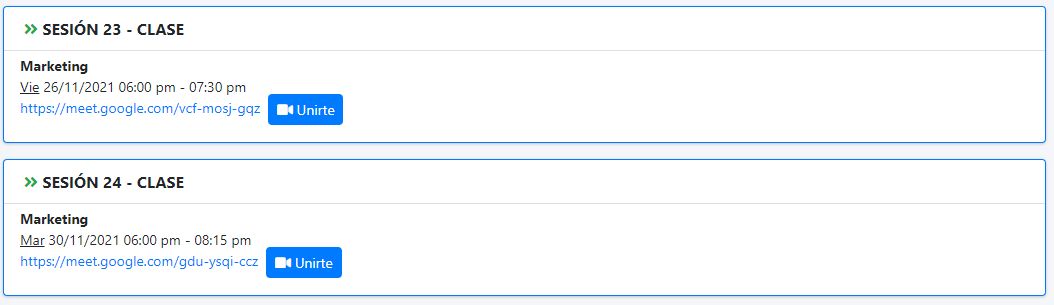 SESIÓN 23 - CLASE
Marketing
Vie 26/11/2021 06:00 pm - 07:30 pm
https://meet.google.com/vcf-mosj-gqz Unirte
SESIÓN 24 - CLASE
Marketing
Mar 30/11/2021 06:00 pm - 08:15 pm
https://meet.google.com/gdu-ysqi-ccz Unirte